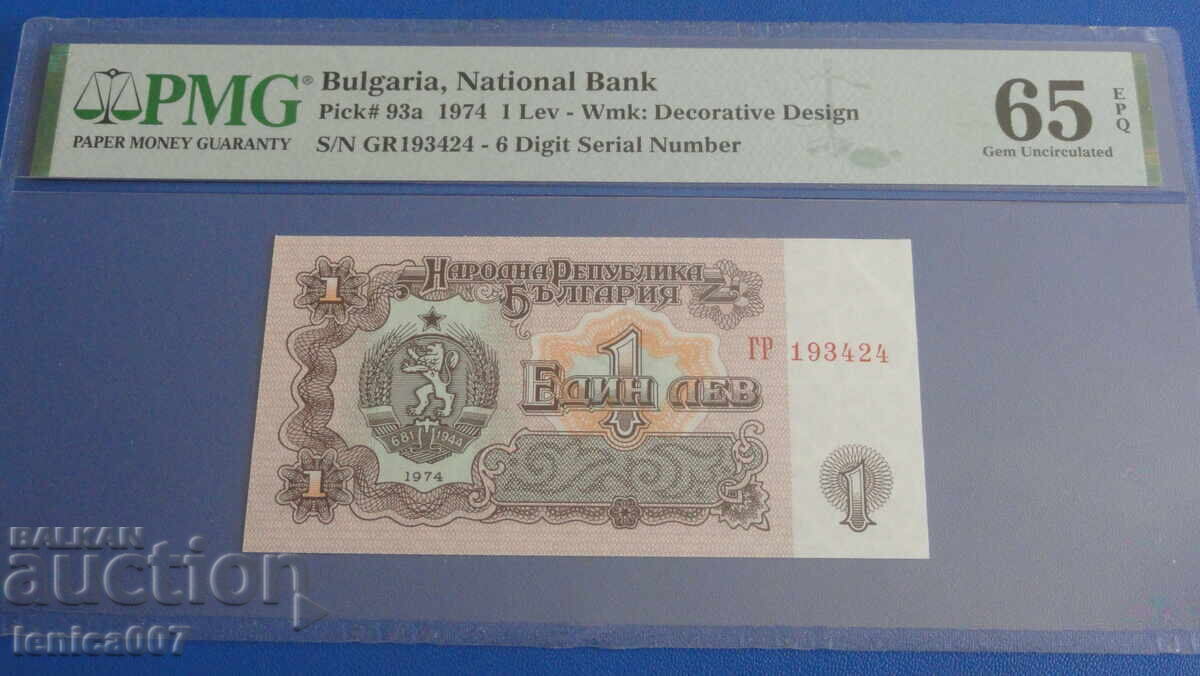 PMG®
PAPER MONEY GUARANTY
Bulgaria, National Bank
Pick# 93a 1974 1 Lev - Wmk: Decorative Design
S/N GR193424 - 6 Digit Serial Number
65
EPQ
Gem Uncirculated
1
НАРОДНА РЕПУБЛИКА
БЪЛГАРИЯ
1
ГР 193424
ЕДИН ЛЕВ
681 1944
1974
1
1
BALKAN
auction
lenica007